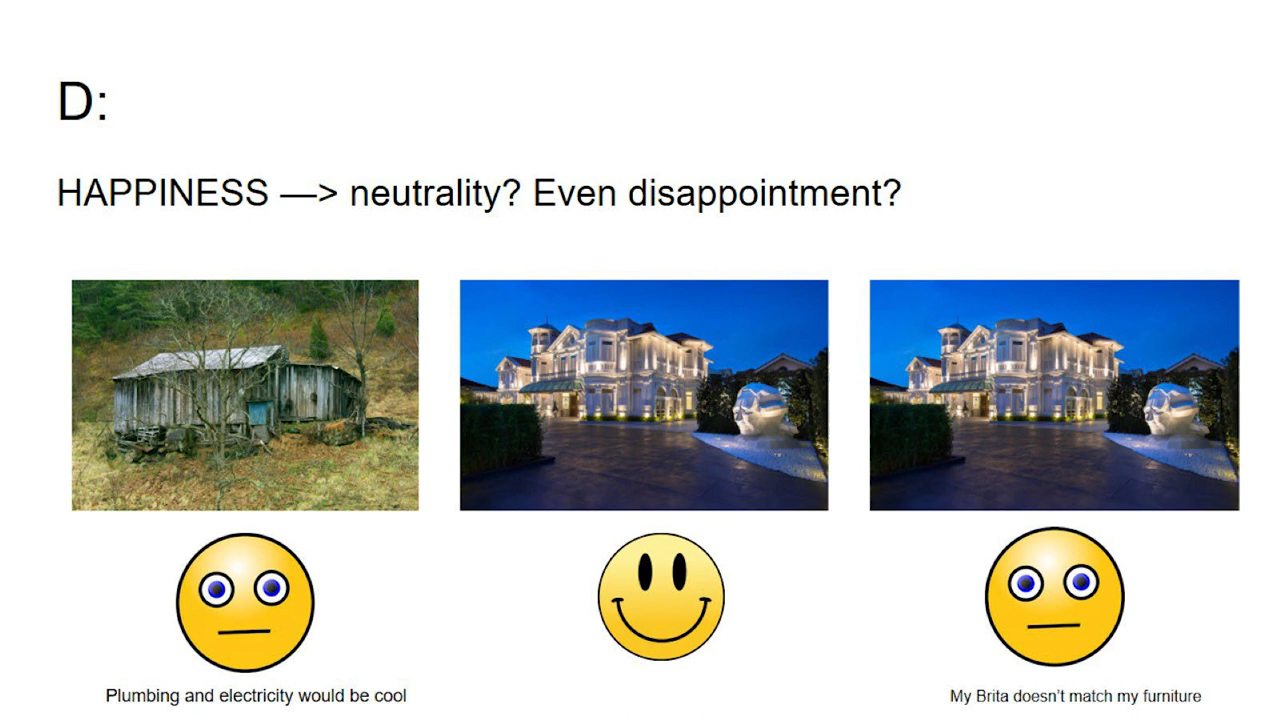 D:
HAPPINESS —> neutrality? Even disappointment?
Plumbing and electricity would be cool
My Brita doesn’t match my furniture